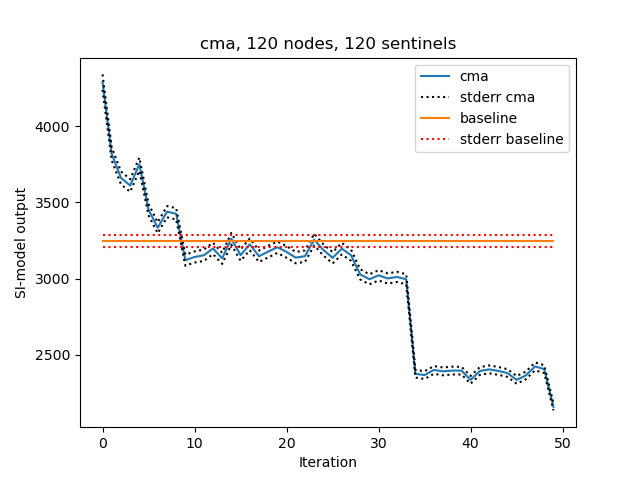 cma, 120 nodes, 120 sentinels
cma
stderr cma
baseline
stderr baseline
4000
3500
3000
2500
SI-model output
0 10 20 30 40 50
Iteration